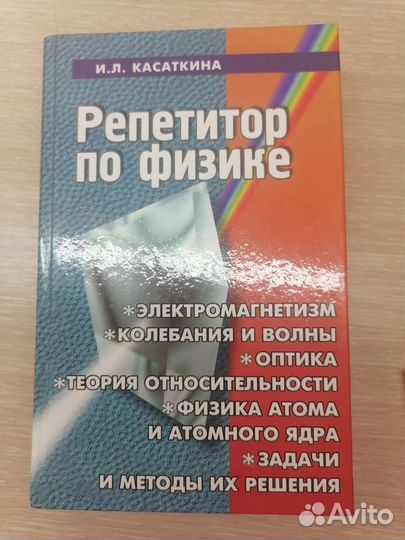 И.Л. КАСАТКИНА
Репетитор
по физике
*ЭЛЕКТРОМАГНЕТИЗМ
*КОЛЕБАНИЯ И ВОЛНЫ
*ОПТИКА
*ТЕОРИЯ ОТНОСИТЕЛЬНОСТИ
*ФИЗИКА АТОМА
И АТОМНОГО ЯДРА
*ЗАДАЧИ
И МЕТОДЫ ИХ РЕШЕНИЯ
Avito